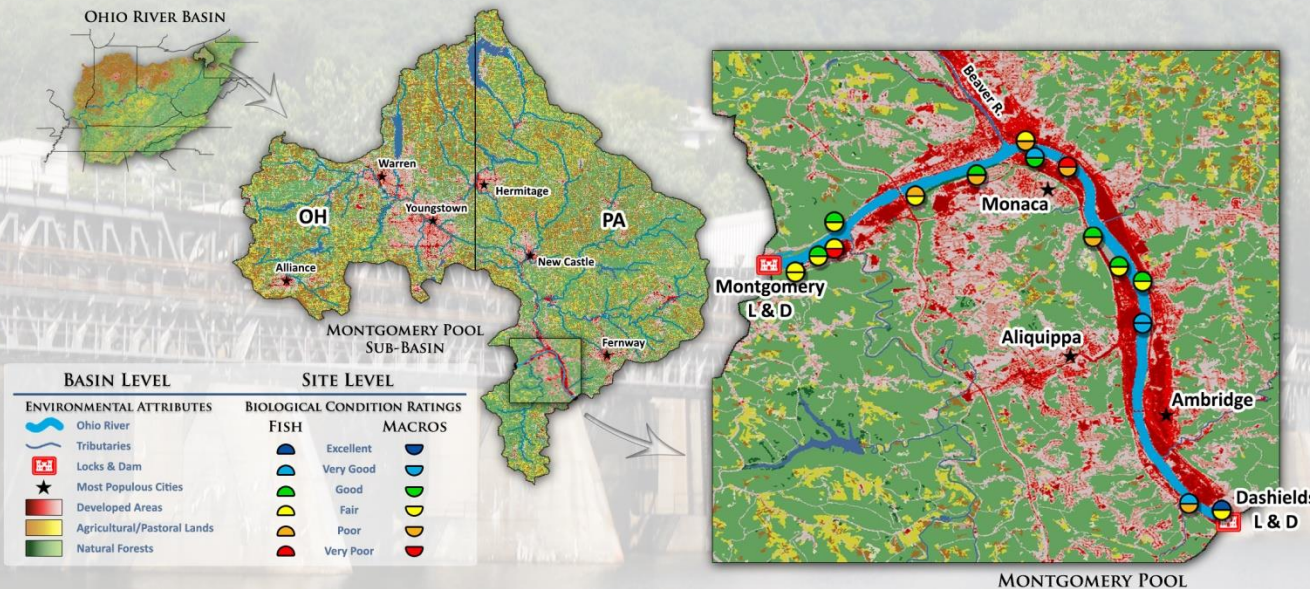 OHIO RIVER BASIN
Warren
Hermitage
OH
Youngstown
PA
New Castle
Alliance
MONTGOMERY POOL
SUB-BASIN
Fernway
BASIN LEVEL
ENVIRONMENTAL ATTRIBUTES
Ohio River
Tributaries
Locks & Dam
Most Populous Cities
Developed Areas
Agricultural/Pastoral Lands
Natural Forests
SITE LEVEL
BIOLOGICAL CONDITION RATINGS
FISH MACROS
Excellent
Very Good
Good
Fair
Poor
Very Poor
Beaver R.
Monaca
Montgomery
L & D
Aliquippa
Ambridge
Dashields
L & D
MONTGOMERY POOL